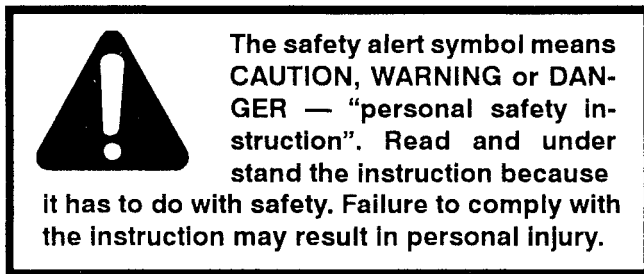 The safety alert symbol means
CAUTION, WARNING or DAN-
GER — “personal safety in-
struction”. Read and under
stand the instruction because
it has to do with safety. Failure to comply with
the instruction may result in personal injury.